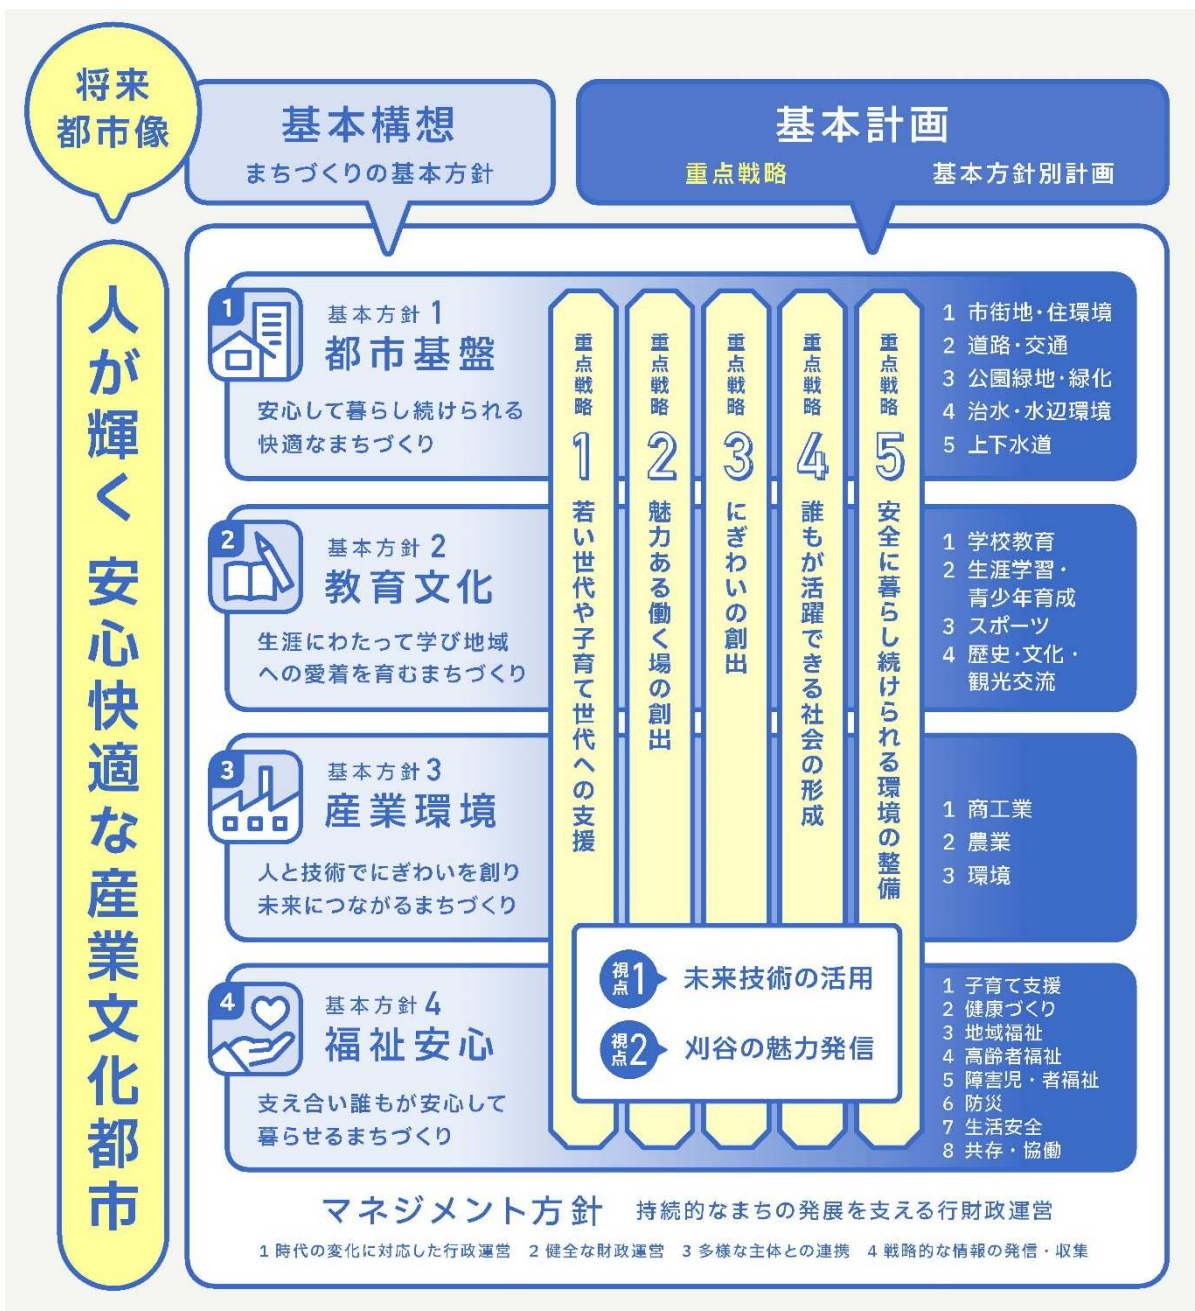 将来
都市像
人が輝く 安心快適な産業文化都市
基本構想
まちづくりの基本方針
基本計画
重点戦略
基本方針別計画
1
基本方針 1
都市基盤
安心して暮らし続けられる
快適なまちづくり
2
基本方針 2
教育文化
生涯にわたって学び地域
への愛着を育むまちづくり
3
基本方針 3
産業環境
人と技術でにぎわいを創り
未来につながるまちづくり
4
基本方針 4
福祉安心
支え合い誰もが安心して
暮らせるまちづくり
重点戦略 1 若い世代や子育て世代への支援
重点戦略 2 魅力ある働く場の創出
重点戦略 3 にぎわいの創出
重点戦略 4 誰もが活躍できる社会の形成
重点戦略 5 安全に暮らし続けられる環境の整備
視点1 未来技術の活用
視点2 刈谷の魅力発信
1 市街地・住環境
2 道路・交通
3 公園緑地・緑化
4 治水・水辺環境
5 上下水道
1 学校教育
2 生涯学習・
青少年育成
3 スポーツ
4 歴史・文化・
観光交流
1 商工業
2 農業
3 環境
1 子育て支援
2 健康づくり
3 地域福祉
4 高齢者福祉
5 障害児・者福祉
6 防災
7 生活安全
8 共存・協働
マネジメント方針 持続的なまちの発展を支える行財政運営
1 時代の変化に対応した行政運営 2 健全な財政運営 3 多様な主体との連携 4 戦略的な情報の発信・収集